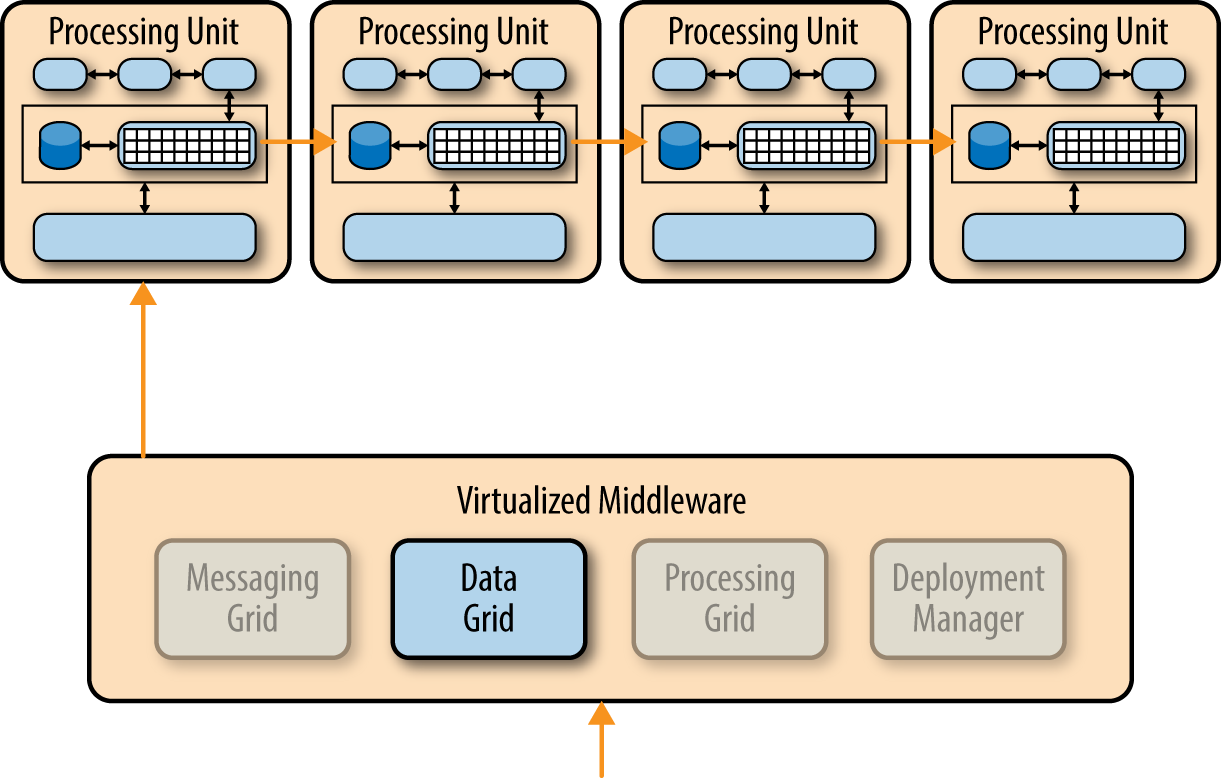 Processing Unit
Processing Unit
Processing Unit
Processing Unit
Virtualized Middleware
Messaging
Grid
Data
Grid
Processing
Grid
Deployment
Manager